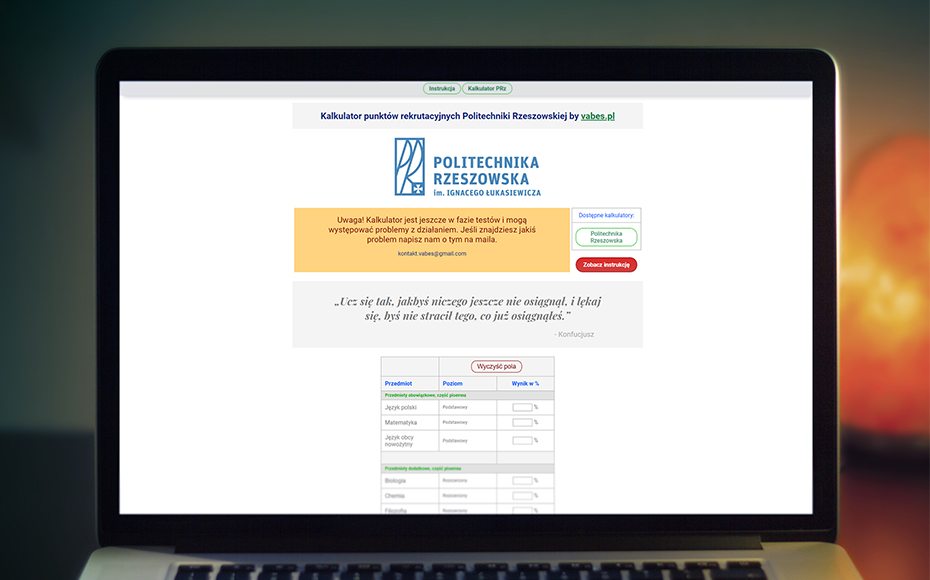 Instrukcja Kalkulator PRz
Kalkulator punktów rekrutacyjnych Politechniki Rzeszowskiej by vabes.pl
POLITECHNIKA
RZESZOWSKA
im. IGNACEGO ŁUKASIEWICZA
Uwaga! Kalkulator jest jeszcze w fazie testów i mogą
występować problemy z działaniem. Jeśli znajdziesz jakiś
problem napisz nam o tym na maila.
kontakt.vabes@gmail.com
Dostępne kalkulatory:
Politechnika
Rzeszowska
Zobacz instrukcję
„Ucz się tak, jakbyś niczego jeszcze nie osiągnął, i lękaj
się, byś nie stracił tego, co już osiągnąłeś.”
- Konfucjusz
Wyczyść pola
Przedmiot Poziom Wynik w %
Przedmioty obowiązkowe, część pisemna
Język polski Podstawowy %
Matematyka Podstawowy %
Język obcy
nowożytny Podstawowy %
Przedmioty dodatkowe, część pisemna
Biologia Rozszerzony %
Chemia Rozszerzony %
Filozofia Rozszerzony %